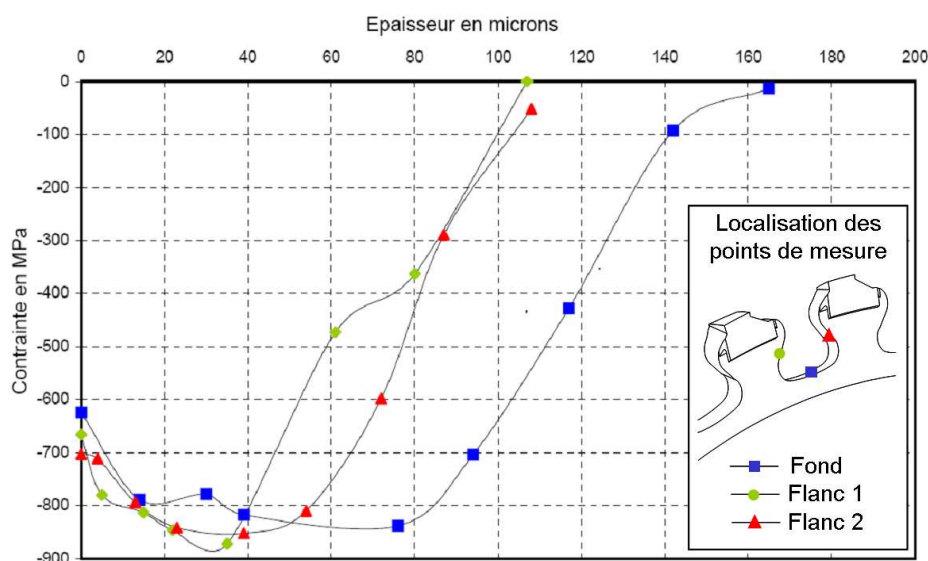 Epaisseur en microns
0 20 40 60 80 100 120 140 160 180 200
Contrainte en MPa
0
-100
-200
-300
-400
-500
-600
-700
-800
-900
Localisation des
points de mesure
Fond
Flanc 1
Flanc 2